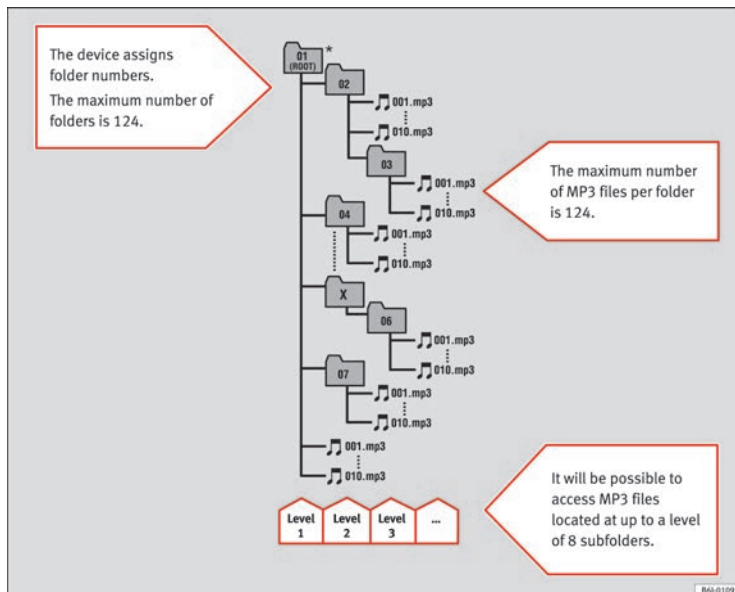 The device assigns
folder numbers.
The maximum number of
folders is 124.
01
(ROOT)
*
02
001.mp3
010.mp3
03
001.mp3
010.mp3
The maximum number
of MP3 files per folder
is 124.
04
001.mp3
010.mp3
X
06
001.mp3
010.mp3
07
001.mp3
010.mp3
001.mp3
010.mp3
Level
1
Level
2
Level
3
...
It will be possible to
access MP3 files
located at up to a level
of 8 subfolders.
B6J-0109